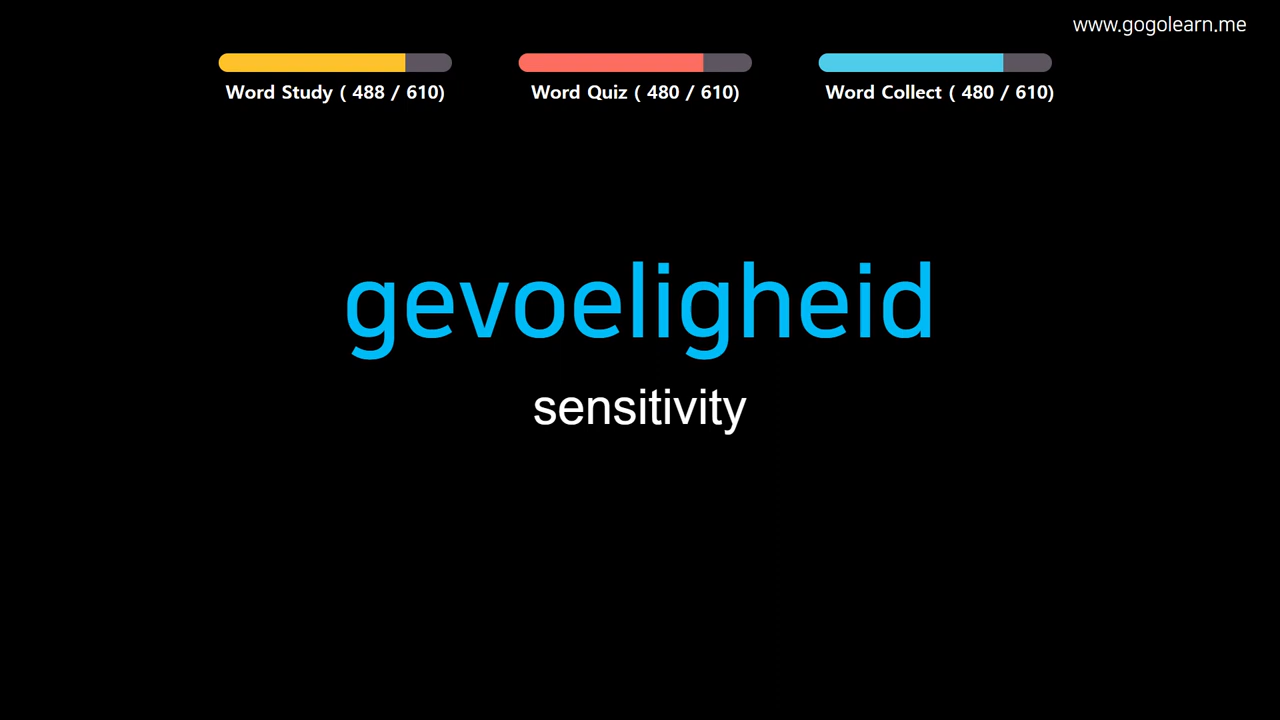 www.gogolearn.me
Word Study ( 488 / 610)
Word Quiz ( 480 / 610)
Word Collect ( 480 / 610)
gevoeligheid
sensitivity